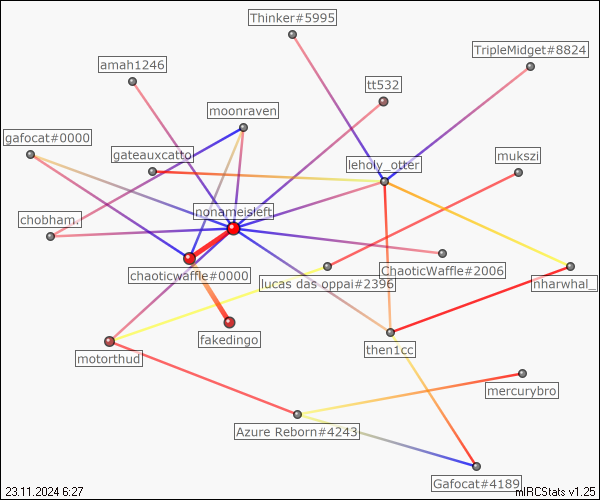 Thinker#5995
TripleMidget#8824
amah1246
tt532
moonraven
gafocat#0000
gateauxcatto
mukszi
leholy_otter
chobham.
nonameisleft
chaoticwaffle#0000
ChaoticWaffle#2006
lucas das oppai#2396
nharwhal_
fakedingo
then1cc
motorthud
mercurybro
Azure Reborn#4243
Gafocat#4189
23.11.2024 6:27
mIRCStats v1.25